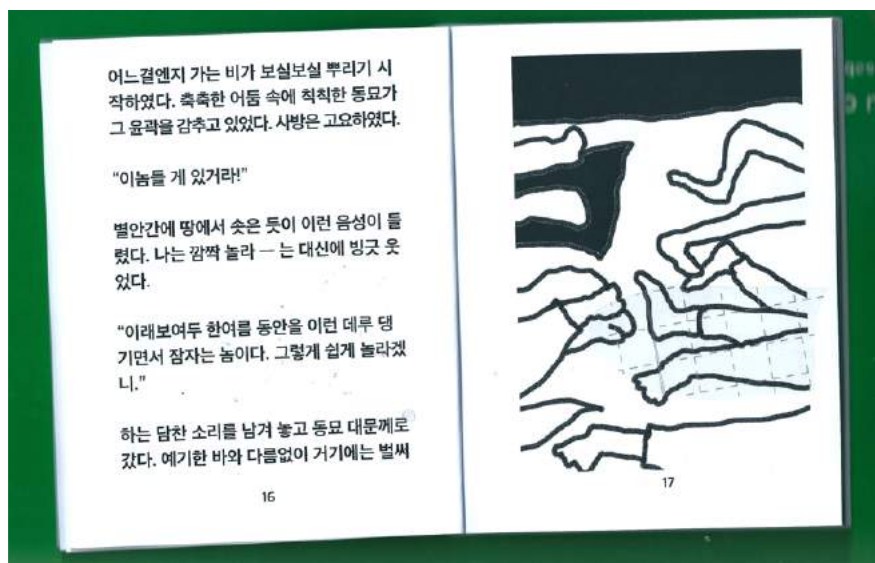 어느결엔지 가는 비가 보실보실 뿌리기 시
작하였다. 축축한 어둠 속에 칙칙한 동묘가
그 윤곽을 감추고 있었다. 사방은 고요하였다.
“이놈들 게 있거라!”
별안간에 땅에서 솟은 듯이 이런 음성이 들
렸다. 나는 깜짝 놀라 — 는 대신에 빙긋 웃
었다.
“이래보여두 한여름 동안을 이런 데루 댕
기면서 잠자는 놈이다. 그렇게 쉽게 놀라겠
니.”
하는 담찬 소리를 남겨 놓고 동묘 대문께로
갔다. 예기한 바와 다름없이 거기에는 벌써
16
17